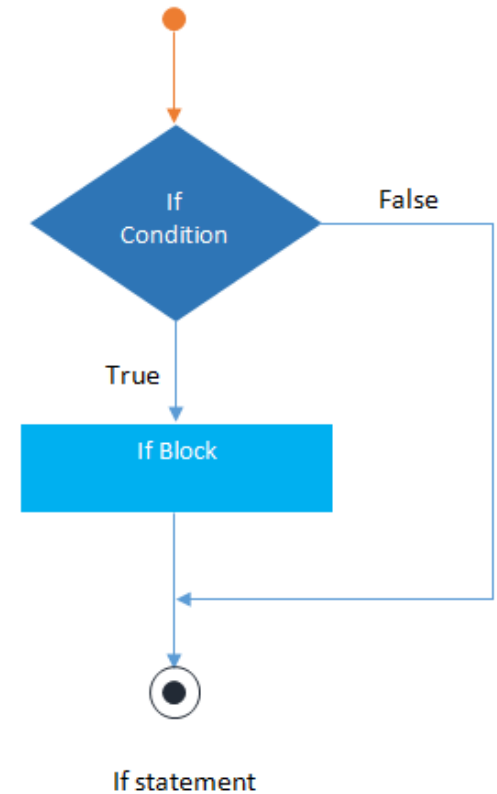 If
Condition
False
True
If Block
If statement